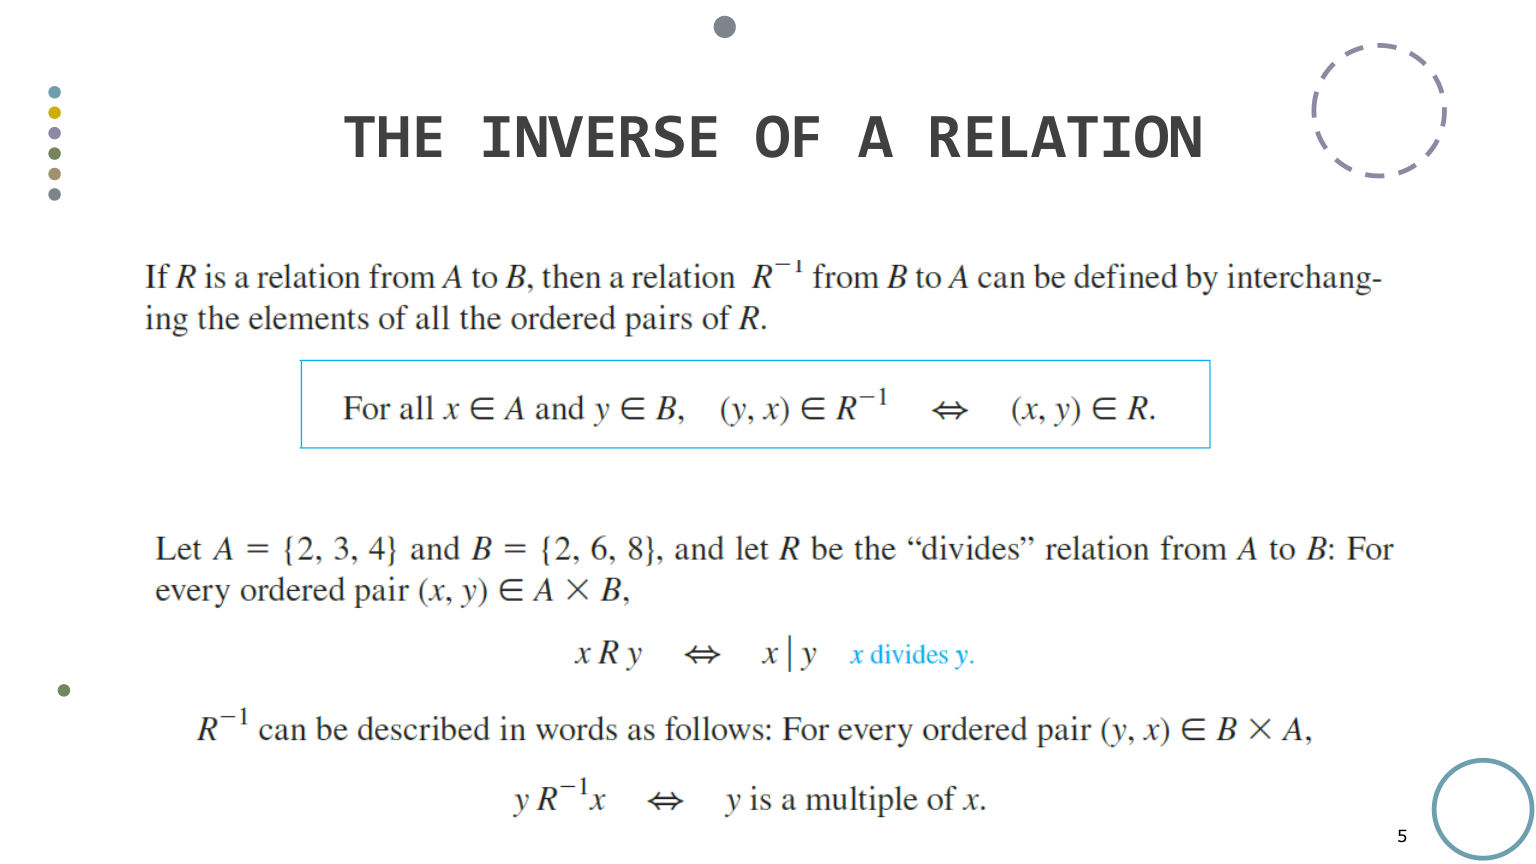 THE INVERSE OF A RELATION
If R is a relation from A to B, then a relation R⁻¹ from B to A can be defined by interchang-
ing the elements of all the ordered pairs of R.
For all x ∈ A and y ∈ B, (y, x) ∈ R⁻¹ ⇔ (x, y) ∈ R.
Let A = {2, 3, 4} and B = {2, 6, 8}, and let R be the “divides” relation from A to B: For
every ordered pair (x, y) ∈ A × B,
x R y ⇔ x | y x divides y.
R⁻¹ can be described in words as follows: For every ordered pair (y, x) ∈ B × A,
y R⁻¹ x ⇔ y is a multiple of x.
5